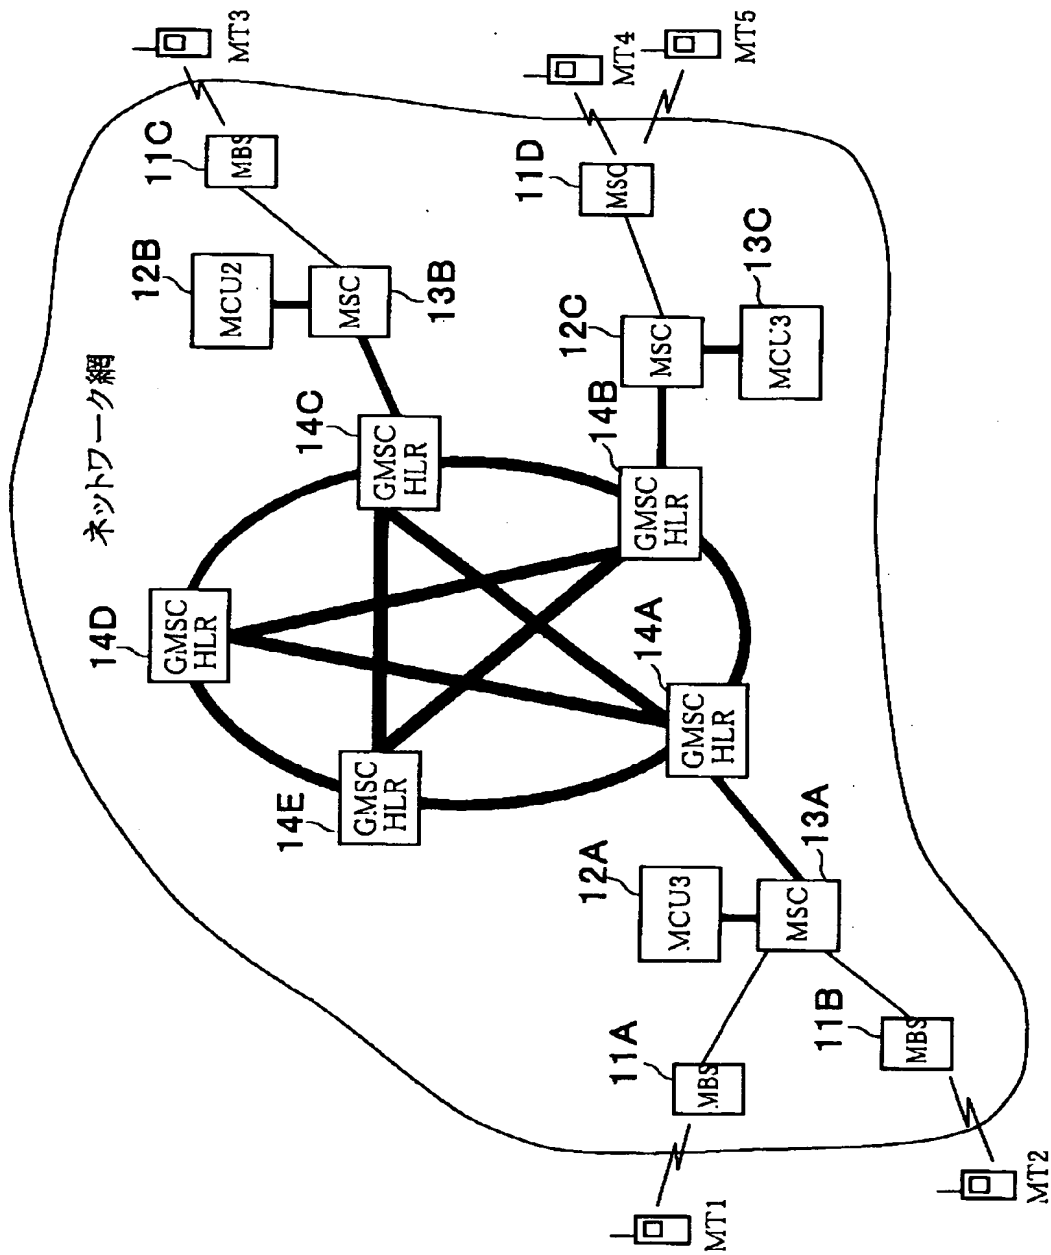 ネットワーク網
14D
GMSC
HLR
12B
MCU2
11C
MBS
MT3
14E
GMSC
HLR
14C
GMSC
HLR
MSC
13B
11D
MSC
MT4
MT5
12A
MCU3
14A
GMSC
HLR
14B
GMSC
HLR
12C
MSC
13C
MCU3
11A
MBS
MT1
MSC
13A
11B
MBS
MT2